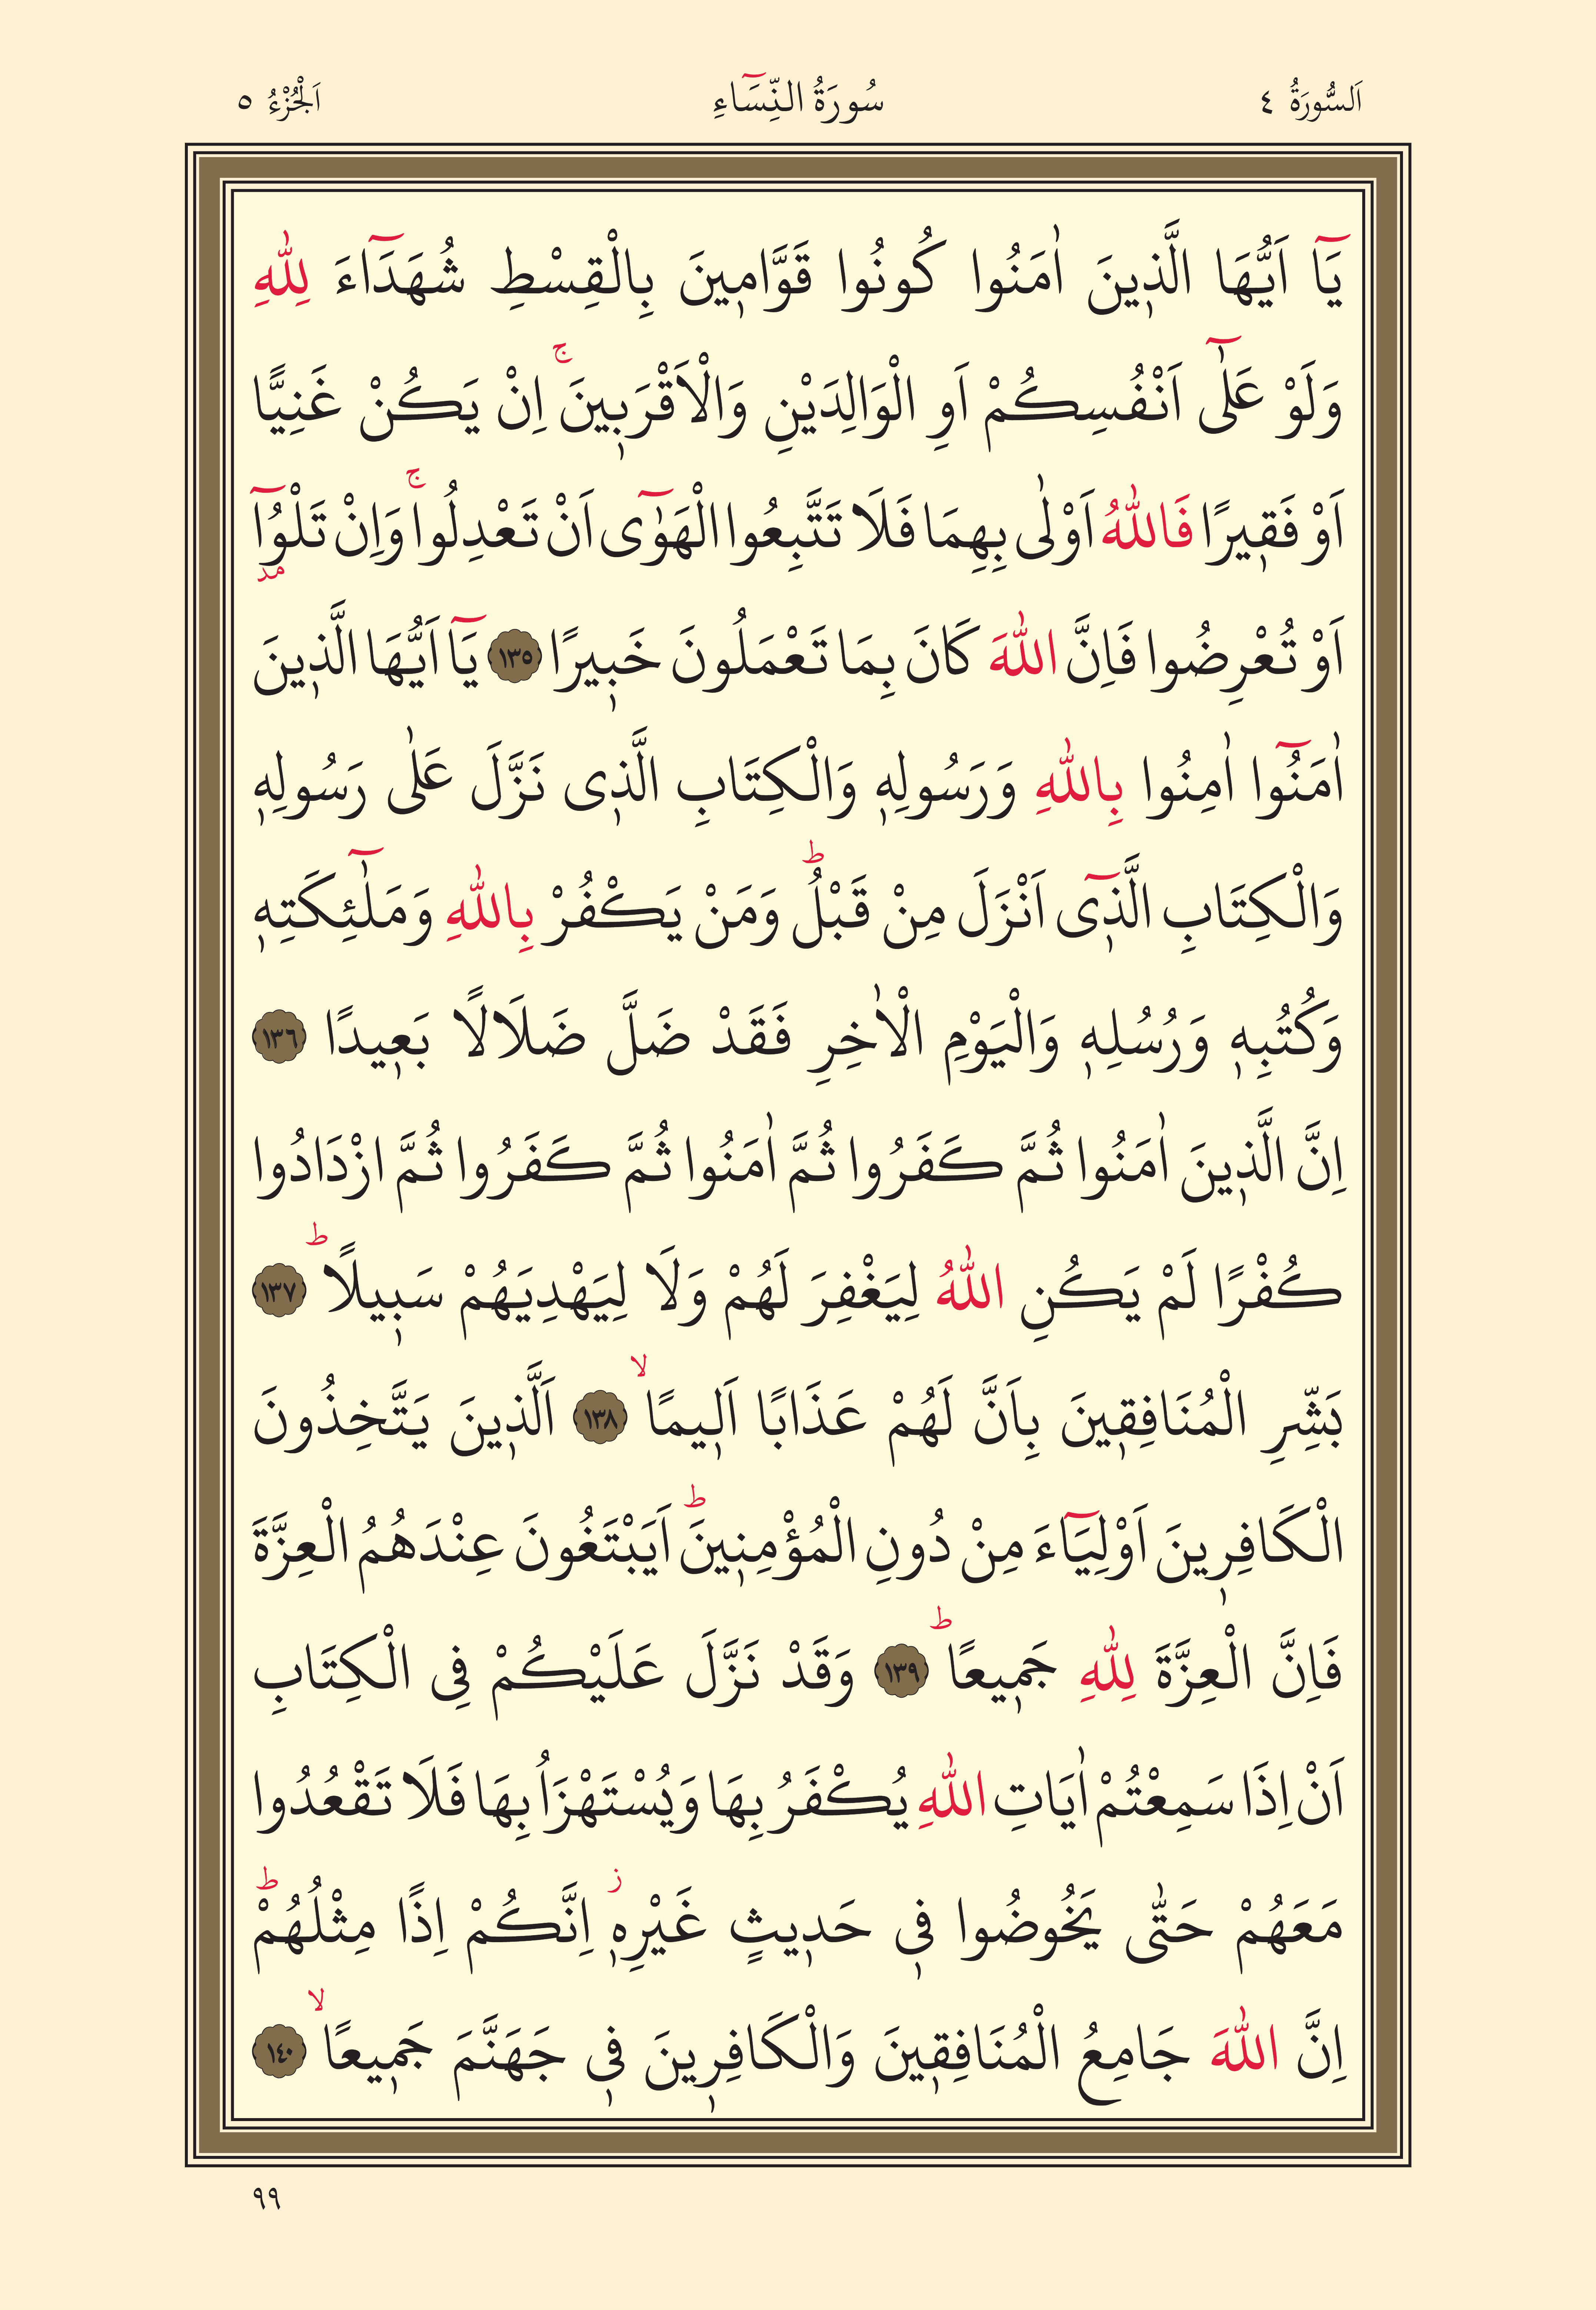 اَلسُّورَةُ ٤ سُورَةُ النِّسَٓاءِ اَلْجُزْءُ ٥
يَٓا اَيُّهَا الَّذ۪ينَ اٰمَنُوا كُونُوا قَوَّام۪ينَ بِالْقِسْطِ شُهَدَٓاءَ لِلّٰهِ
وَلَوْ عَلٰٓى اَنْفُسِكُمْ اَوِ الْوَالِدَيْنِ وَالْاَقْرَب۪ينَۚ اِنْ يَكُنْ غَنِيًّا
اَوْ فَق۪يرًا فَاللّٰهُ اَوْلٰى بِهِمَا فَلَا تَتَّبِعُوا الْهَوٰٓى اَنْ تَعْدِلُواۚ وَاِنْ تَلْوُٓ۫ا
اَوْ تُعْرِضُوا فَاِنَّ اللّٰهَ كَانَ بِمَا تَعْمَلُونَ خَب۪يرًا ﴿١٣٥﴾ يَٓا اَيُّهَا الَّذ۪ينَ
اٰمَنُٓوا اٰمِنُوا بِاللّٰهِ وَرَسُولِه۪ وَالْكِتَابِ الَّذ۪ى نَزَّلَ عَلٰى رَسُولِه۪
وَالْكِتَابِ الَّذ۪ٓى اَنْزَلَ مِنْ قَبْلُۜ وَمَنْ يَكْفُرْ بِاللّٰهِ وَمَلٰٓئِكَتِه۪
وَكُتُبِه۪ وَرُسُلِه۪ وَالْيَوْمِ الْاٰخِرِ فَقَدْ ضَلَّ ضَلَالًا بَع۪يدًا ﴿١٣٦﴾
اِنَّ الَّذ۪ينَ اٰمَنُوا ثُمَّ كَفَرُوا ثُمَّ اٰمَنُوا ثُمَّ كَفَرُوا ثُمَّ ازْدَادُوا
كُفْرًا لَمْ يَكُنِ اللّٰهُ لِيَغْفِرَ لَهُمْ وَلَا لِيَهْدِيَهُمْ سَب۪يلًاۜ ﴿١٣٧﴾
بَشِّرِ الْمُنَافِق۪ينَ بِاَنَّ لَهُمْ عَذَابًا اَل۪يمًاۙ ﴿١٣٨﴾ اَلَّذ۪ينَ يَتَّخِذُونَ
الْكَافِر۪ينَ اَوْلِيَٓاءَ مِنْ دُونِ الْمُؤْمِن۪ينَۜ اَيَبْتَغُونَ عِنْدَهُمُ الْعِزَّةَ
فَاِنَّ الْعِزَّةَ لِلّٰهِ جَم۪يعًاۜ ﴿١٣٩﴾ وَقَدْ نَزَّلَ عَلَيْكُمْ فِى الْكِتَابِ
اَنْ اِذَا سَمِعْتُمْ اٰيَاتِ اللّٰهِ يُكْفَرُ بِهَا وَيُسْتَهْزَاُ بِهَا فَلَا تَقْعُدُوا
مَعَهُمْ حَتّٰى يَخُوضُوا ف۪ى حَد۪يثٍ غَيْرِه۪ۘ اِنَّكُمْ اِذًا مِثْلُهُمْۜ
اِنَّ اللّٰهَ جَامِعُ الْمُنَافِق۪ينَ وَالْكَافِر۪ينَ ف۪ى جَهَنَّمَ جَم۪يعًاۙ ﴿١٤٠﴾
٩٩